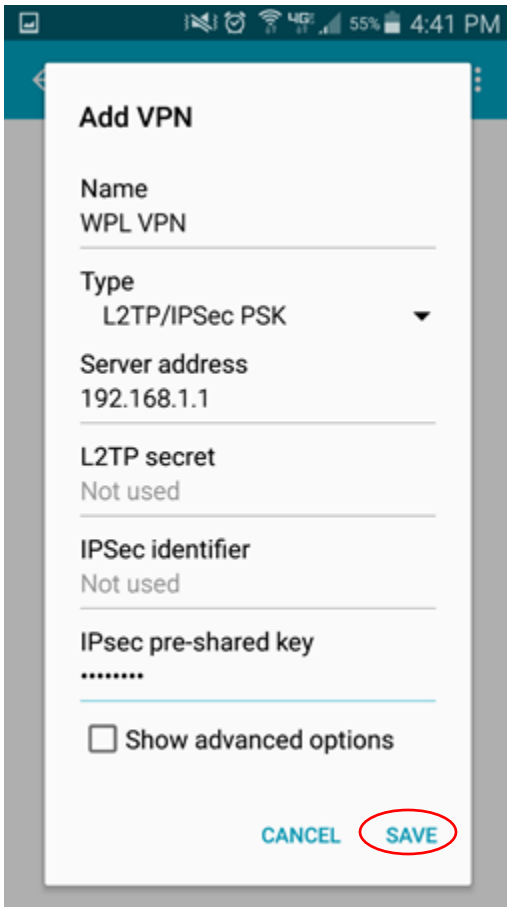 4G 55% 4:41 PM
Add VPN
Name
WPL VPN
Type
L2TP/IPSec PSK
Server address
192.168.1.1
L2TP secret
Not used
IPSec identifier
Not used
IPsec pre-shared key
••••••••
Show advanced options
CANCEL SAVE